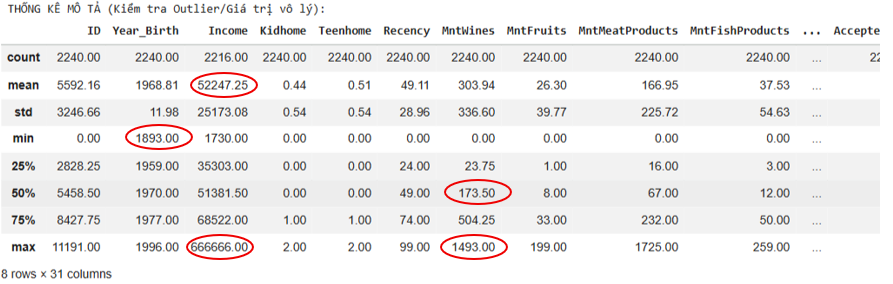 THỐNG KÊ MÔ TẢ (Kiểm tra Outlier/Giá trị vô lý):
ID Year_Birth Income Kidhome Teenhome Recency MntWines MntFruits MntMeatProducts MntFishProducts ... Accepte
count 2240.00 2240.00 2216.00 2240.00 2240.00 2240.00 2240.00 2240.00 2240.00 2240.00 ... 22
mean 5592.16 1968.81 52247.25 0.44 0.51 49.11 303.94 26.30 166.95 37.53 ...
std 3246.66 11.98 25173.08 0.54 0.54 28.96 336.60 39.77 225.72 54.63 ...
min 0.00 1893.00 1730.00 0.00 0.00 0.00 0.00 0.00 0.00 0.00 ...
25% 2828.25 1959.00 35303.00 0.00 0.00 24.00 23.75 1.00 16.00 3.00 ...
50% 5458.50 1970.00 51381.50 0.00 0.00 49.00 173.50 8.00 67.00 12.00 ...
75% 8427.75 1977.00 68522.00 1.00 1.00 74.00 504.25 33.00 232.00 50.00 ...
max 11191.00 1996.00 666666.00 2.00 2.00 99.00 1493.00 199.00 1725.00 259.00 ...
8 rows × 31 columns